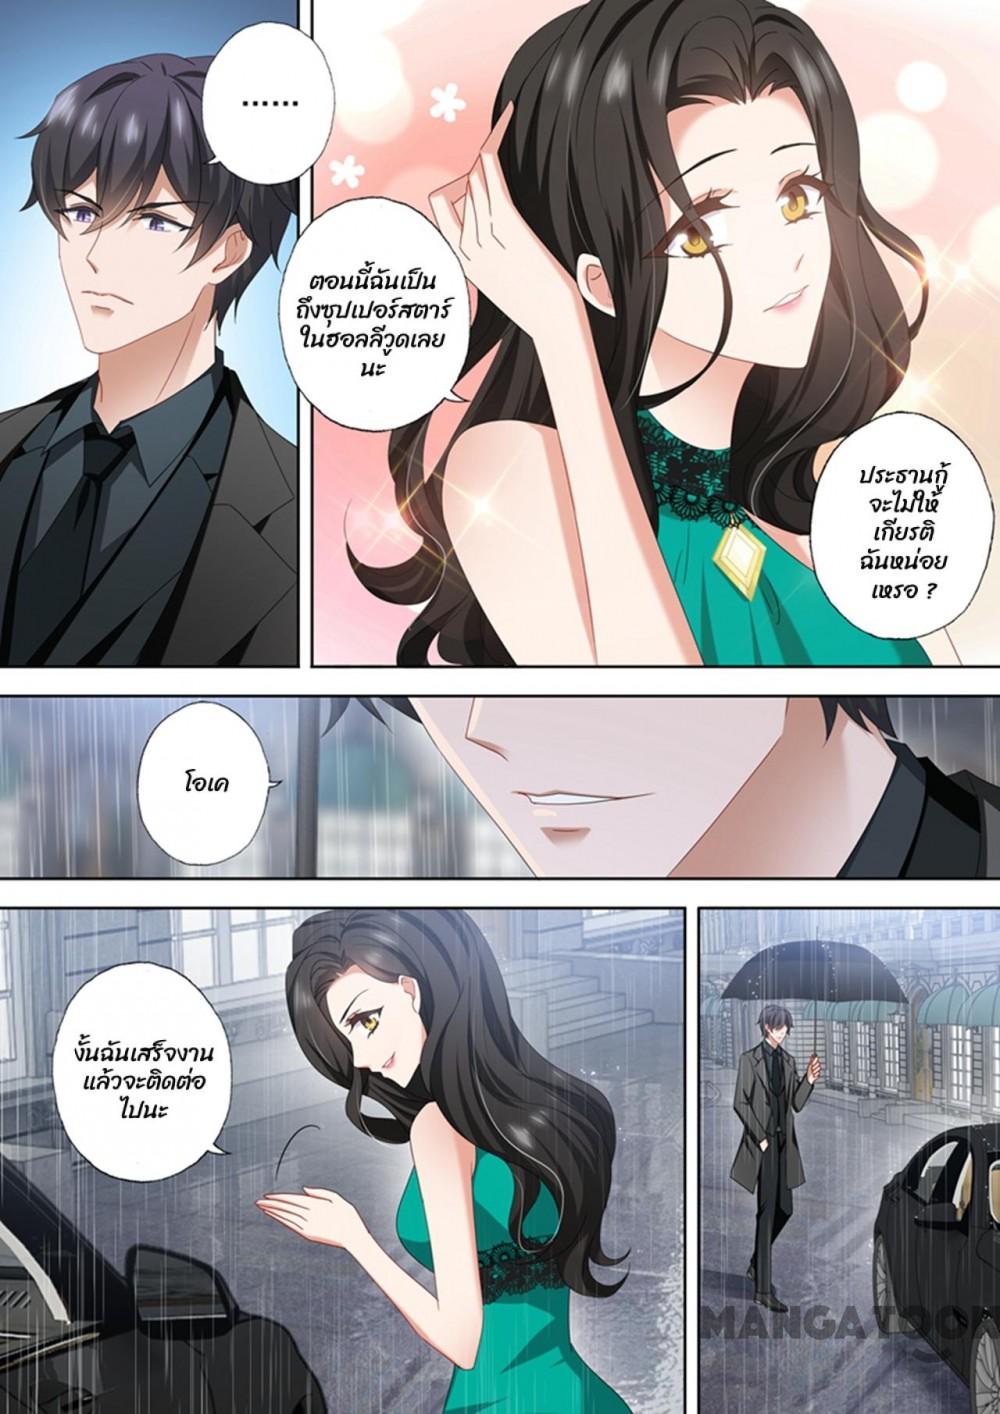 ……
ตอนนี้ฉันเป็น
ถึงซุปเปอร์สตาร์
ในฮอลลีวูดเลย
นะ
ประธานกู้
จะไม่ให้
เกียรติ
ฉันหน่อย
เหรอ ?
โอเค
งั้นฉันเสร็จงาน
แล้วจะติดต่อ
ไปนะ
MANGATOON